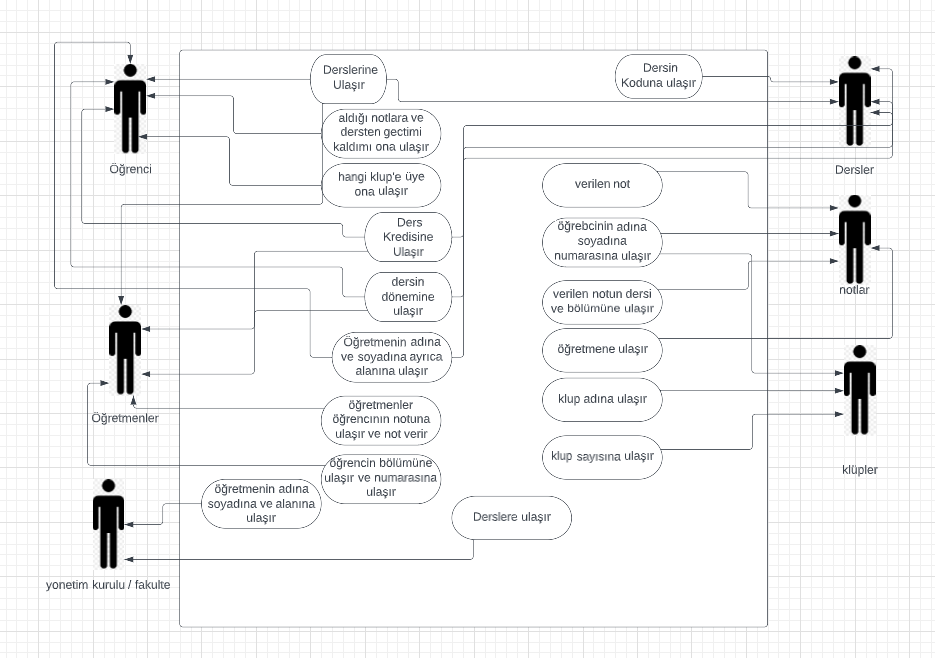 Derslerine
Ulaşır
Dersin
Koduna ulaşır
aldığı notlara ve
dersten gectimi
kaldımı ona ulaşır
Öğrenci
Dersler
hangi klup'e üye
ona ulaşır
verilen not
Ders
Kredisine
Ulaşır
öğrebcinin adına
soyadına
numarasına ulaşır
notlar
dersin
dönemine
ulaşır
verilen notun dersi
ve bölümüne ulaşır
Öğretmenin adına
ve soyadına ayrıca
alanına ulaşır
öğretmene ulaşır
Öğretmenler
öğretmenler
öğrencının notuna
ulaşır ve not verir
klup adına ulaşır
klup sayısına ulaşır
klüpler
öğrencin bölümüne
ulaşır ve numarasına
ulaşır
öğretmenin adına
soyadına ve alanına
ulaşır
Derslere ulaşır
yonetim kurulu / fakulte